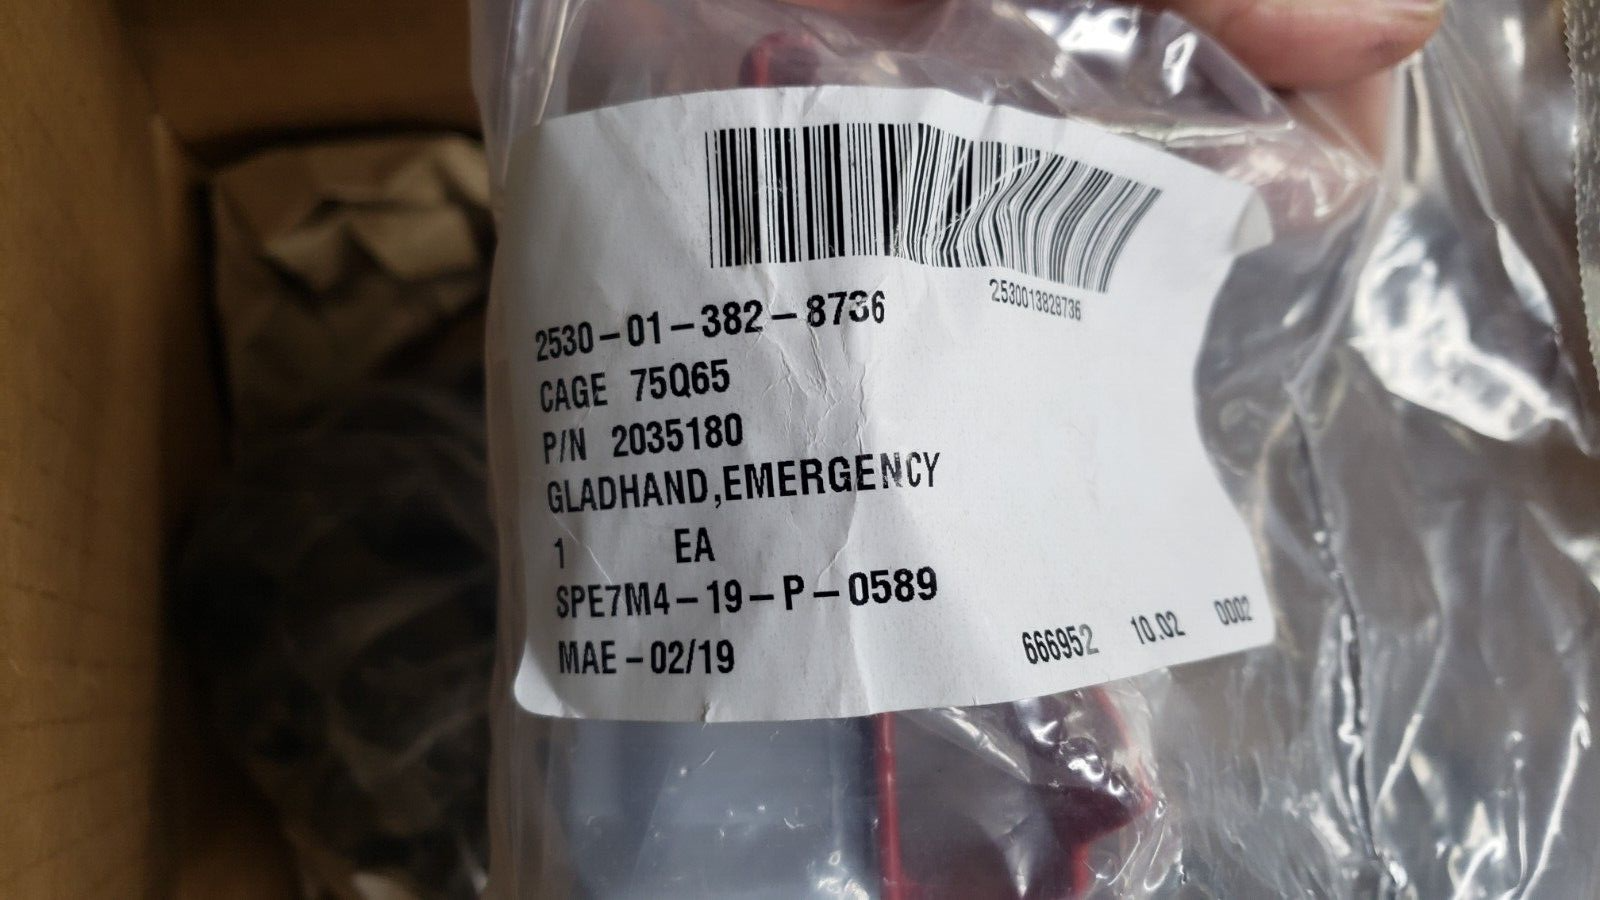 2530013828736
2530-01-382-8736
CAGE 75Q65
P/N 2035180
GLADHAND,EMERGENCY
1 EA
SPE7M4-19-P-0589
MAE-02/19
666952 10.02 0002